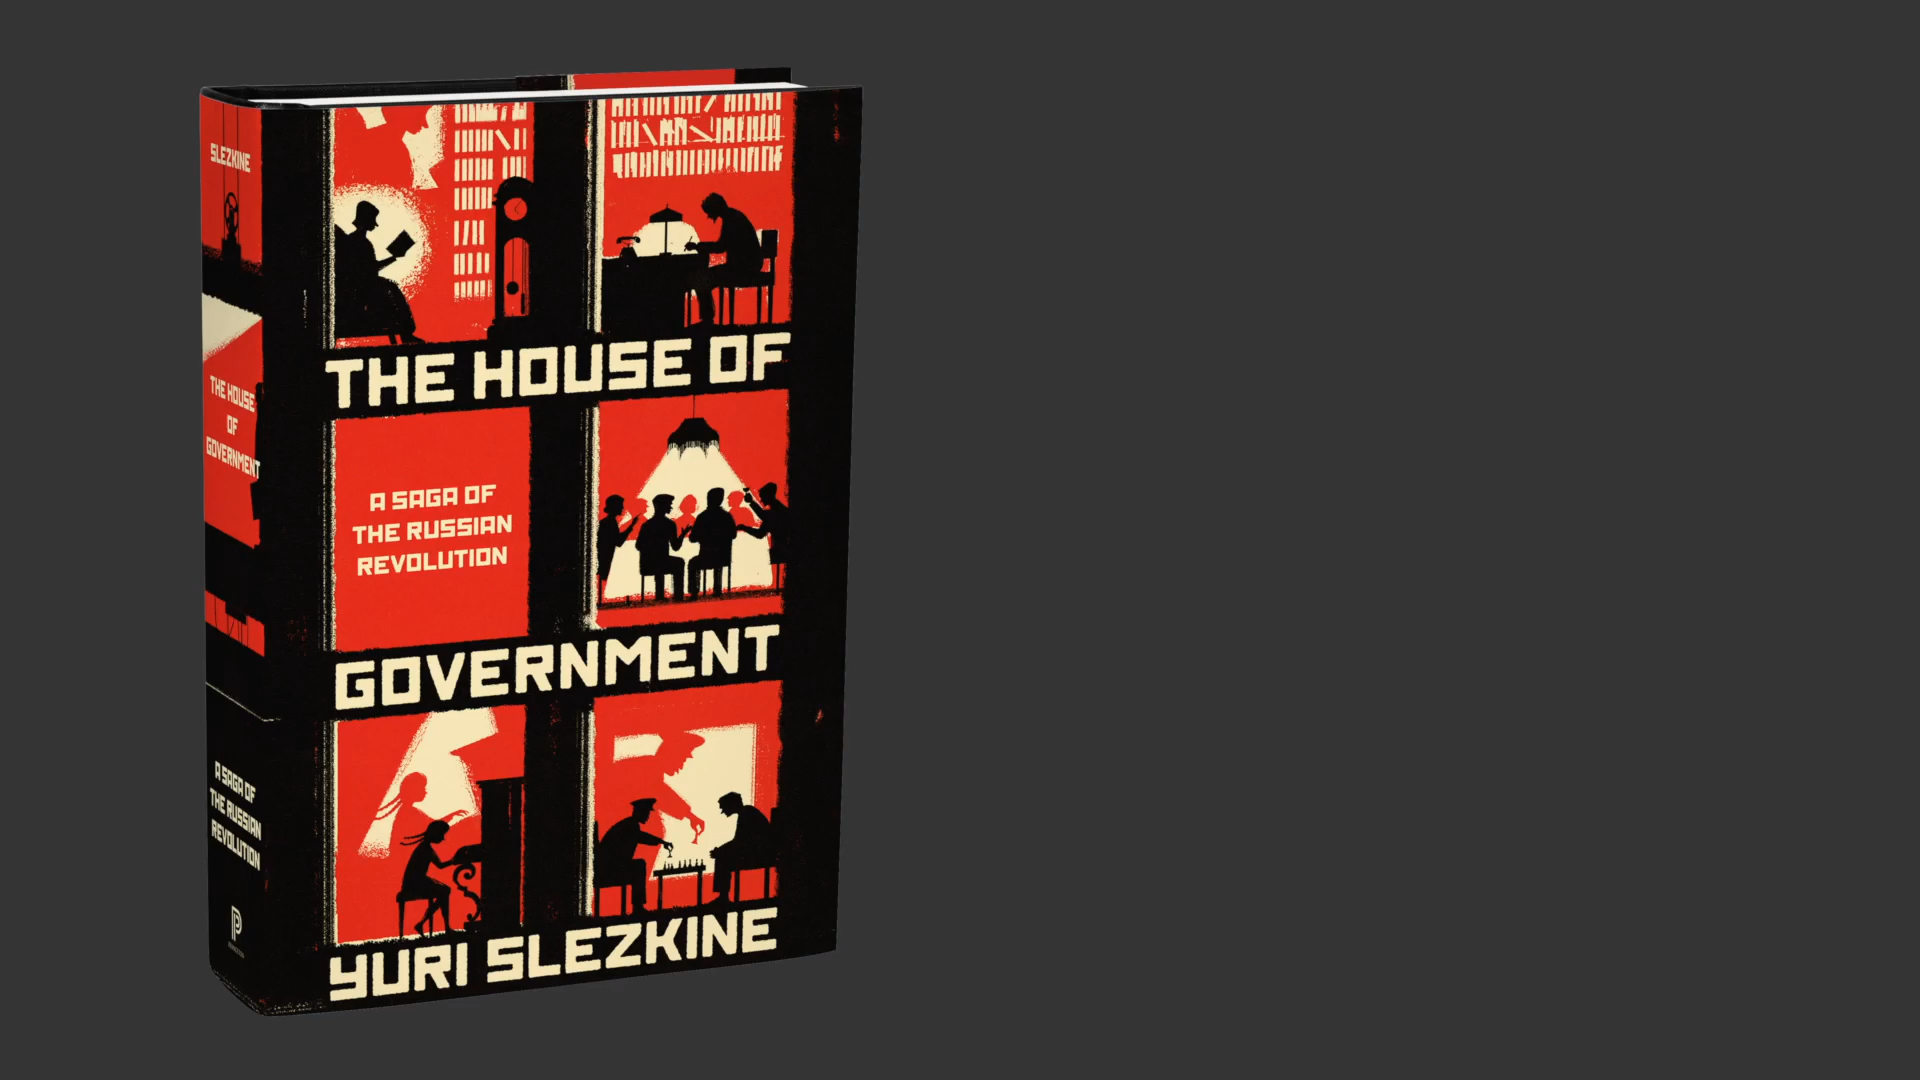 SLEZKINE
THE HOUSE
OF
GOVERNMENT
A SAGA OF
THE RUSSIAN
REVOLUTION
THE HOUSE OF
A SAGA OF
THE RUSSIAN
REVOLUTION
GOVERNMENT
YURI SLEZKINE